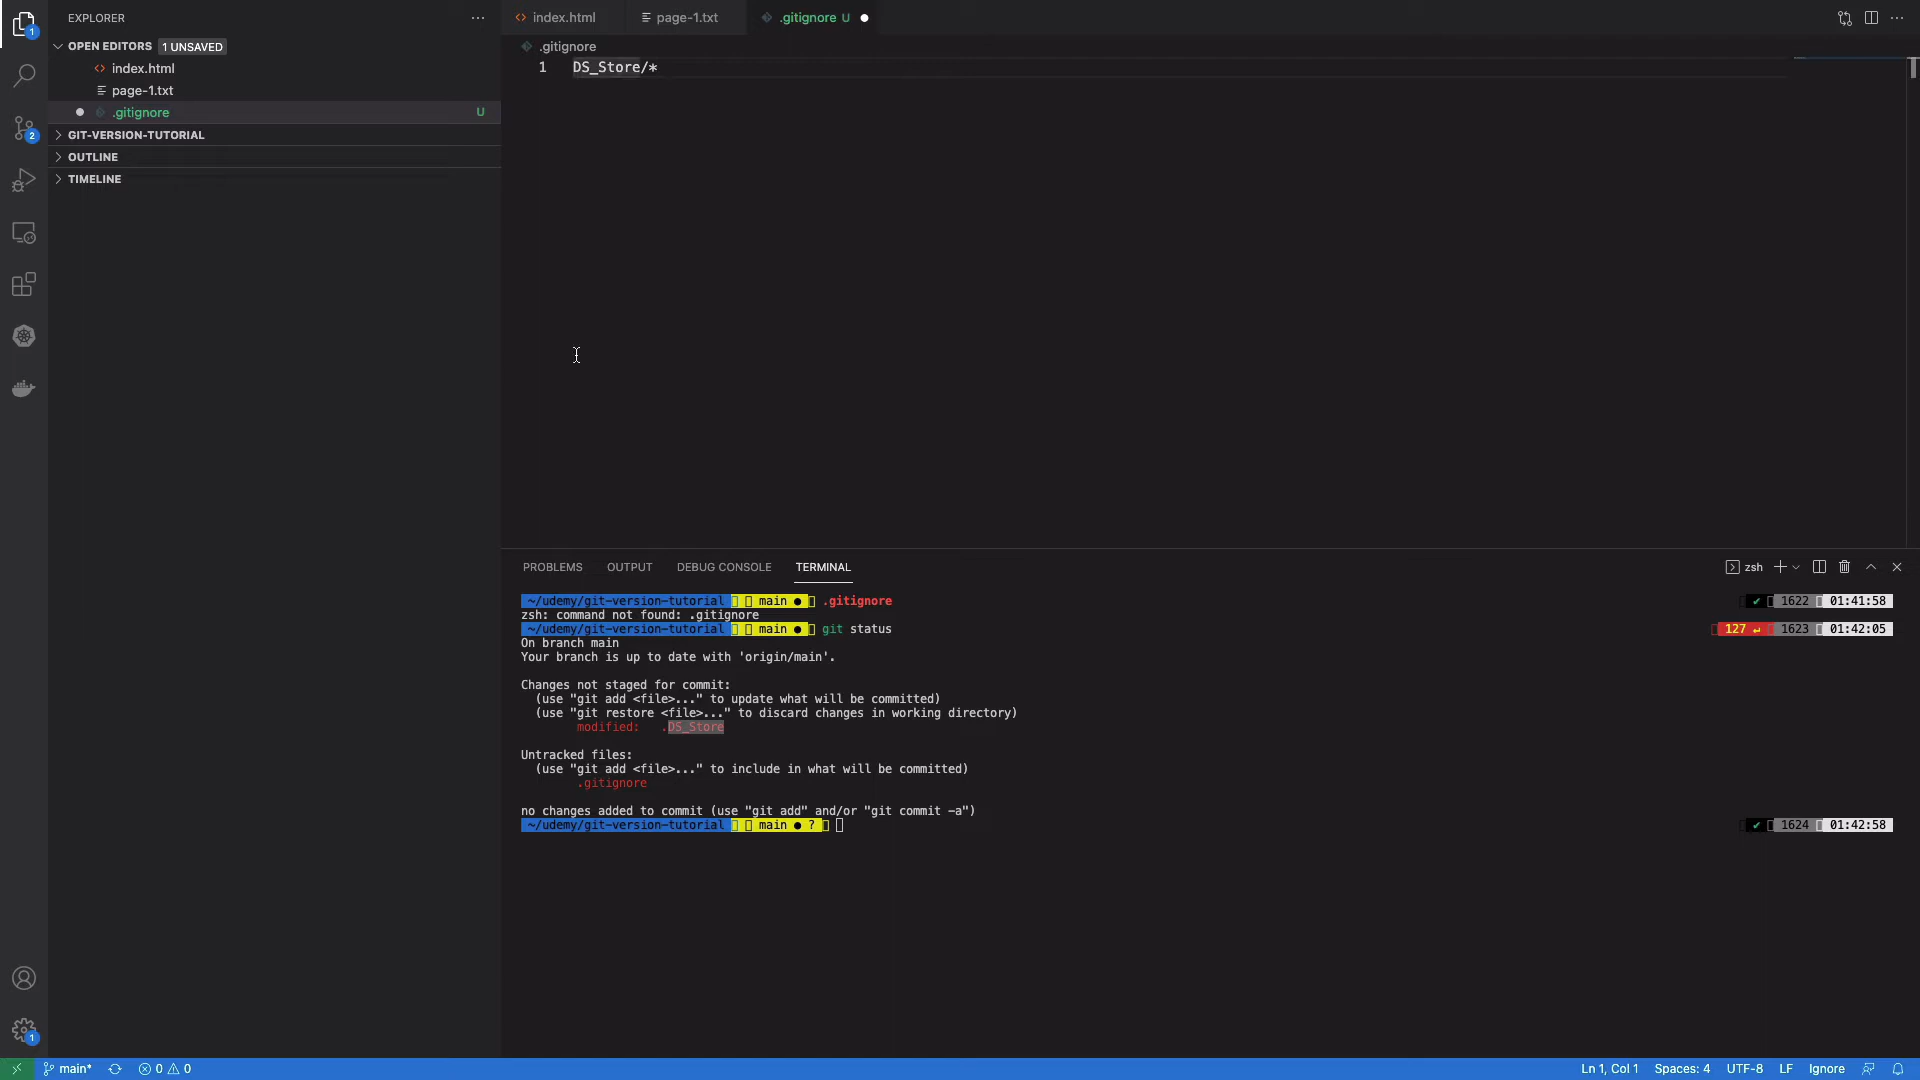 EXPLORER
OPEN EDITORS 1 UNSAVED
index.html
page-1.txt
.gitignore U
GIT-VERSION-TUTORIAL
OUTLINE
TIMELINE
1
2
1
index.html page-1.txt .gitignore U
.gitignore
1 DS_Store/*
PROBLEMS OUTPUT DEBUG CONSOLE TERMINAL zsh
~/udemy/git-version-tutorial main ● .gitignore ✔ 1622 01:41:58
zsh: command not found: .gitignore
~/udemy/git-version-tutorial main ● git status 127 ↵ 1623 01:42:05
On branch main
Your branch is up to date with 'origin/main'.
Changes not staged for commit:
(use "git add <file>..." to update what will be committed)
(use "git restore <file>..." to discard changes in working directory)
modified: .DS_Store
Untracked files:
(use "git add <file>..." to include in what will be committed)
.gitignore
no changes added to commit (use "git add" and/or "git commit -a")
~/udemy/git-version-tutorial main ● ? ✔ 1624 01:42:58
main* 0 0 Ln 1, Col 1 Spaces: 4 UTF-8 LF Ignore